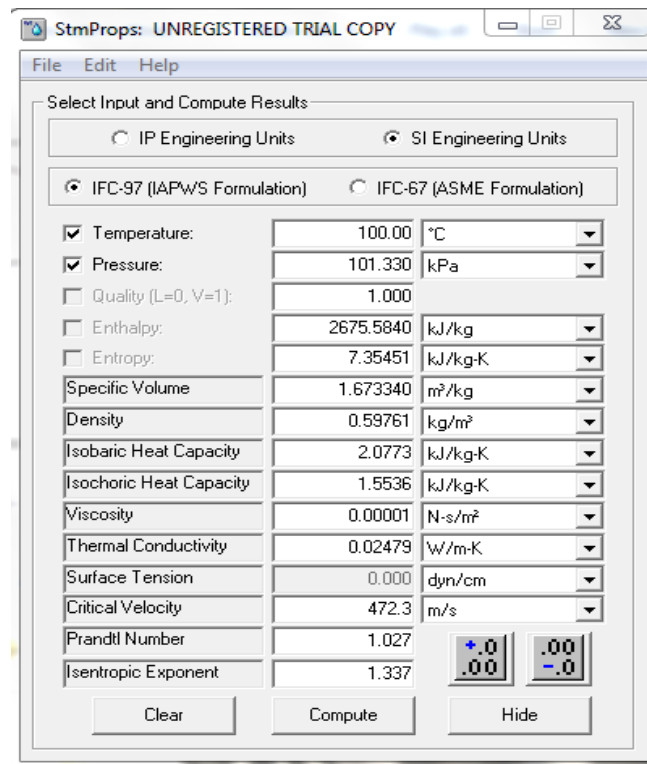 StmProps: UNREGISTERED TRIAL COPY
File Edit Help
Select Input and Compute Results
IP Engineering Units SI Engineering Units
IFC-97 (IAPWS Formulation) IFC-67 (ASME Formulation)
Temperature: 100.00 °C
Pressure: 101.330 kPa
Quality (L=0, V=1): 1.000
Enthalpy: 2675.5840 kJ/kg
Entropy: 7.35451 kJ/kg-K
Specific Volume 1.673340 m³/kg
Density 0.59761 kg/m³
Isobaric Heat Capacity 2.0773 kJ/kg-K
Isochoric Heat Capacity 1.5536 kJ/kg-K
Viscosity 0.00001 N-s/m²
Thermal Conductivity 0.02479 W/m-K
Surface Tension 0.000 dyn/cm
Critical Velocity 472.3 m/s
Prandtl Number 1.027
Isentropic Exponent 1.337
+.0 .00
.00 -.0
Clear Compute Hide